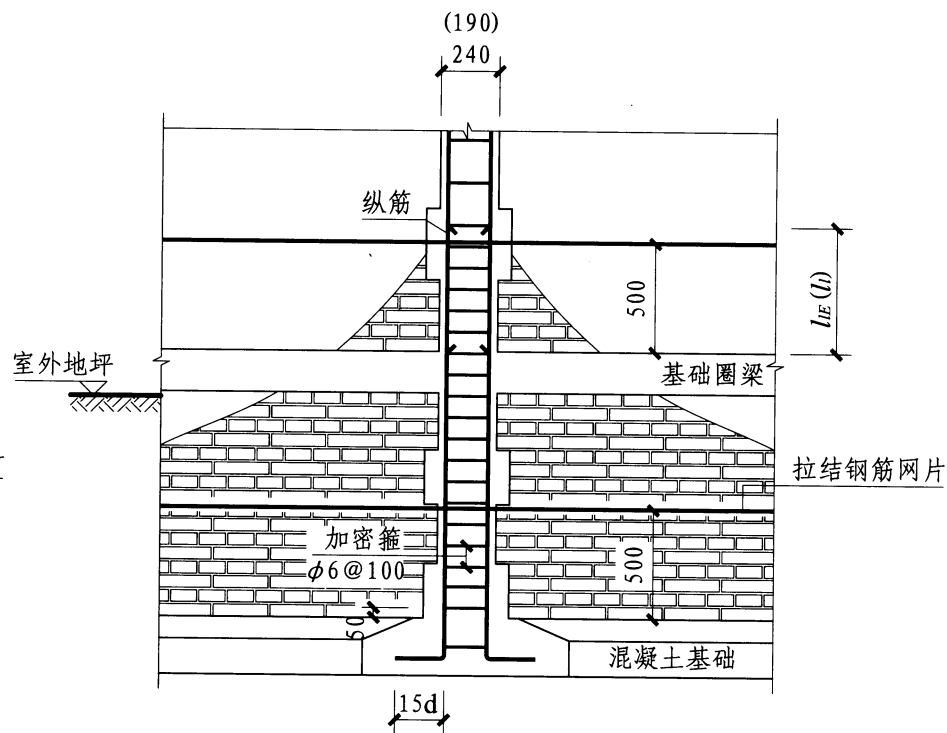 (190)
240
纵筋
500
llE(ll)
室外地坪
基础圈梁
拉结钢筋网片
加密箍
ϕ6@100
500
50
混凝土基础
15d